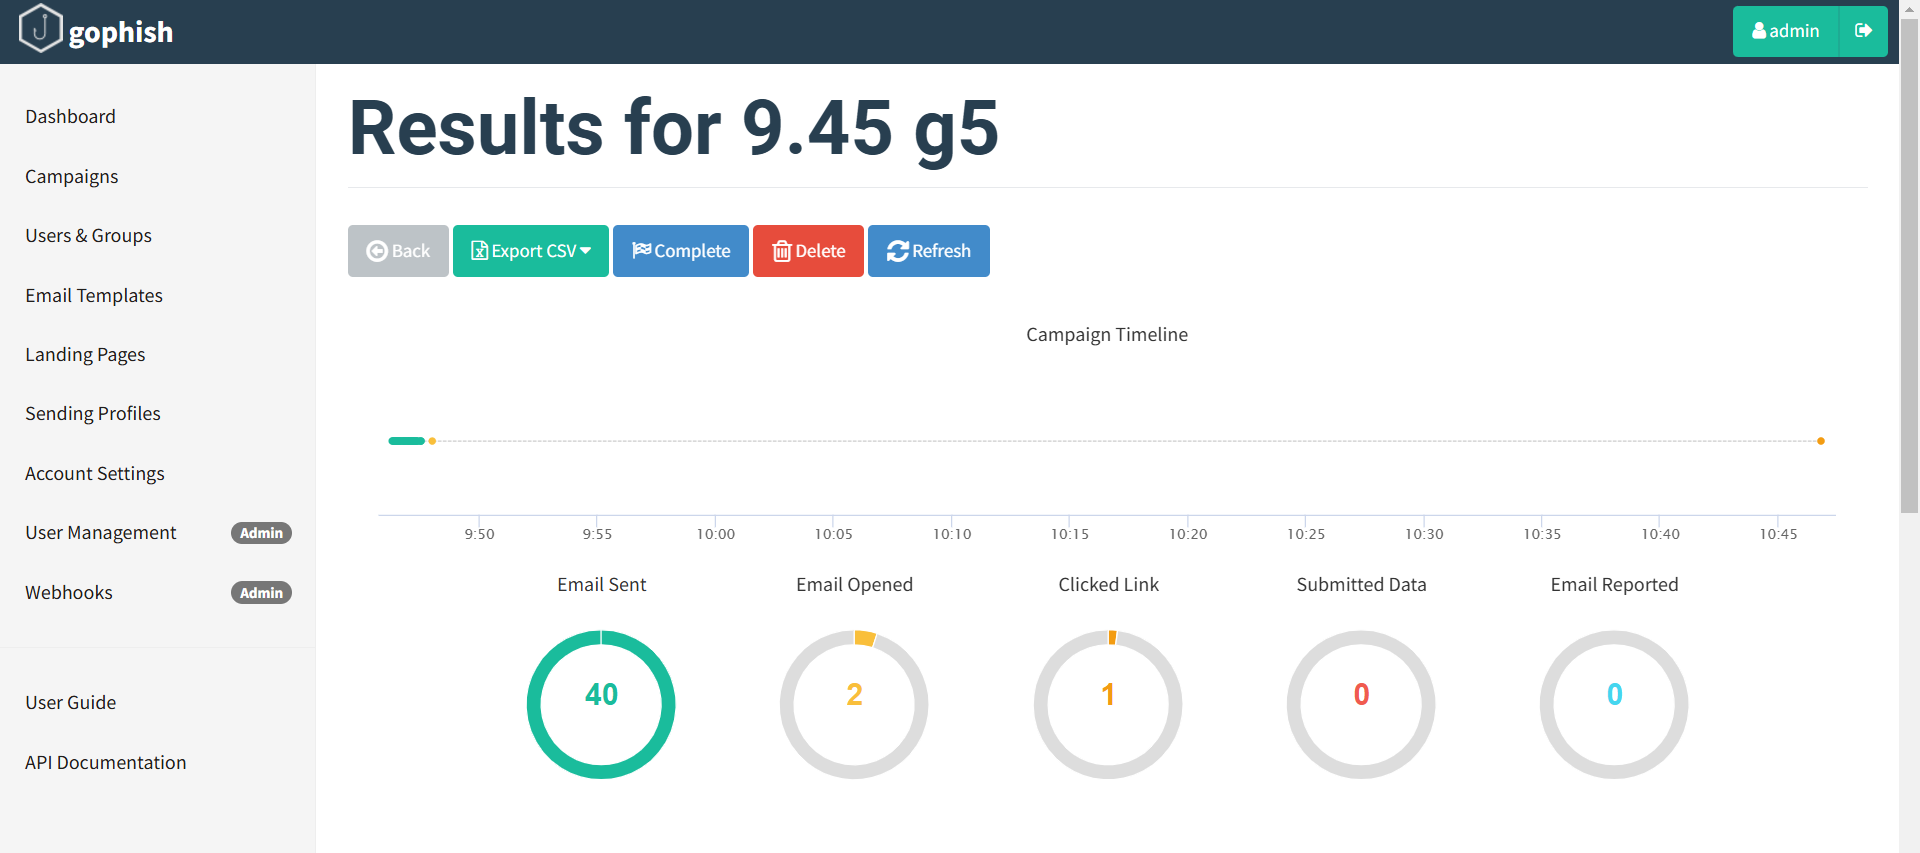 gophish
admin
Dashboard
Campaigns
Users & Groups
Email Templates
Landing Pages
Sending Profiles
Account Settings
User Management Admin
Webhooks Admin
User Guide
API Documentation
Results for 9.45 g5
Back Export CSV Complete Delete Refresh
Campaign Timeline
9:50 9:55 10:00 10:05 10:10 10:15 10:20 10:25 10:30 10:35 10:40 10:45
Email Sent Email Opened Clicked Link Submitted Data Email Reported
40 2 1 0 0